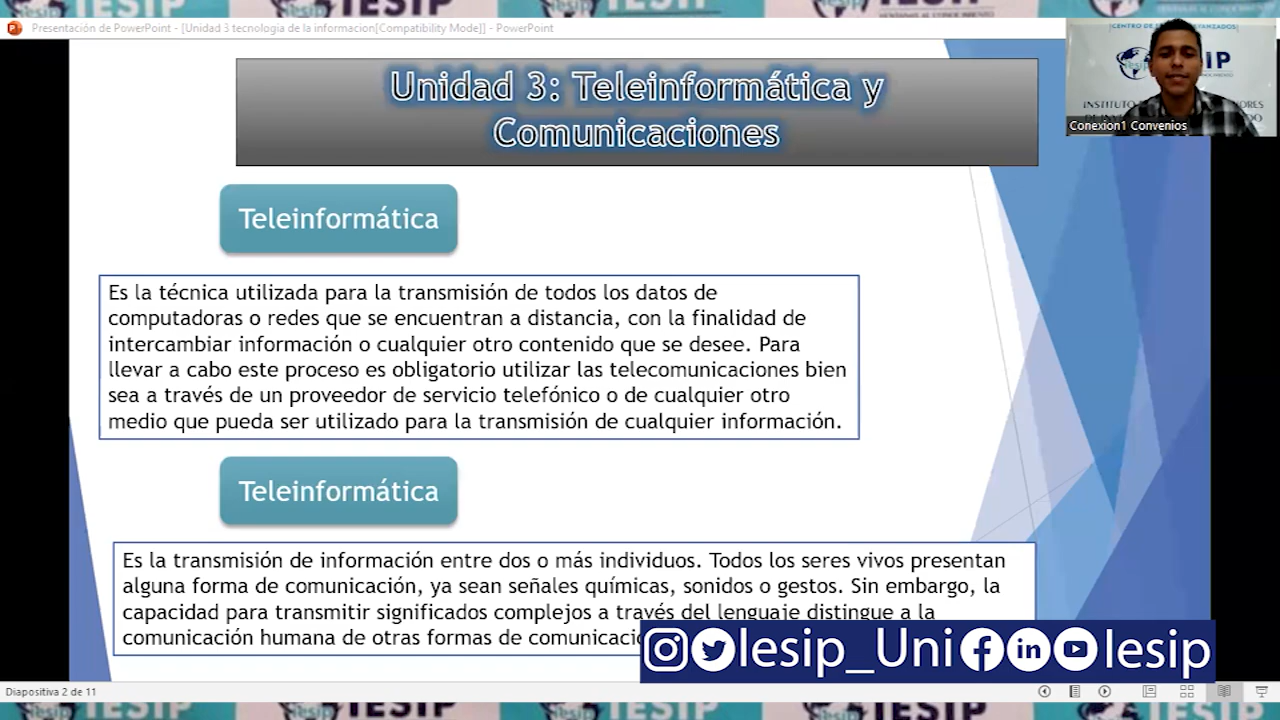 IESIP
Presentación de PowerPoint - [Unidad 3 tecnología de la informacion[Compatibility Mode]] - PowerPoint
Unidad 3: Teleinformática y
Comunicaciones
Conexion1 Convenios
Teleinformática
Es la técnica utilizada para la transmisión de todos los datos de
computadoras o redes que se encuentran a distancia, con la finalidad de
intercambiar información o cualquier otro contenido que se desee. Para
llevar a cabo este proceso es obligatorio utilizar las telecomunicaciones bien
sea a través de un proveedor de servicio telefónico o de cualquier otro
medio que pueda ser utilizado para la transmisión de cualquier información.
Teleinformática
Es la transmisión de información entre dos o más individuos. Todos los seres vivos presentan
alguna forma de comunicación, ya sean señales químicas, sonidos o gestos. Sin embargo, la
capacidad para transmitir significados complejos a través del lenguaje distingue a la
comunicación humana de otras formas de
Iesip_Uni Iesip
Diapositiva 2 de 11
IESIP